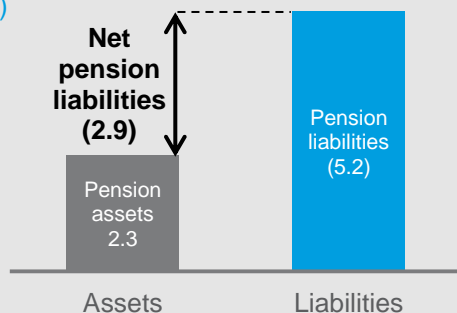 )
Net
pension
liabilities
(2.9)
Pension
liabilities
(5.2)
Pension
assets
2.3
Assets
Liabilities